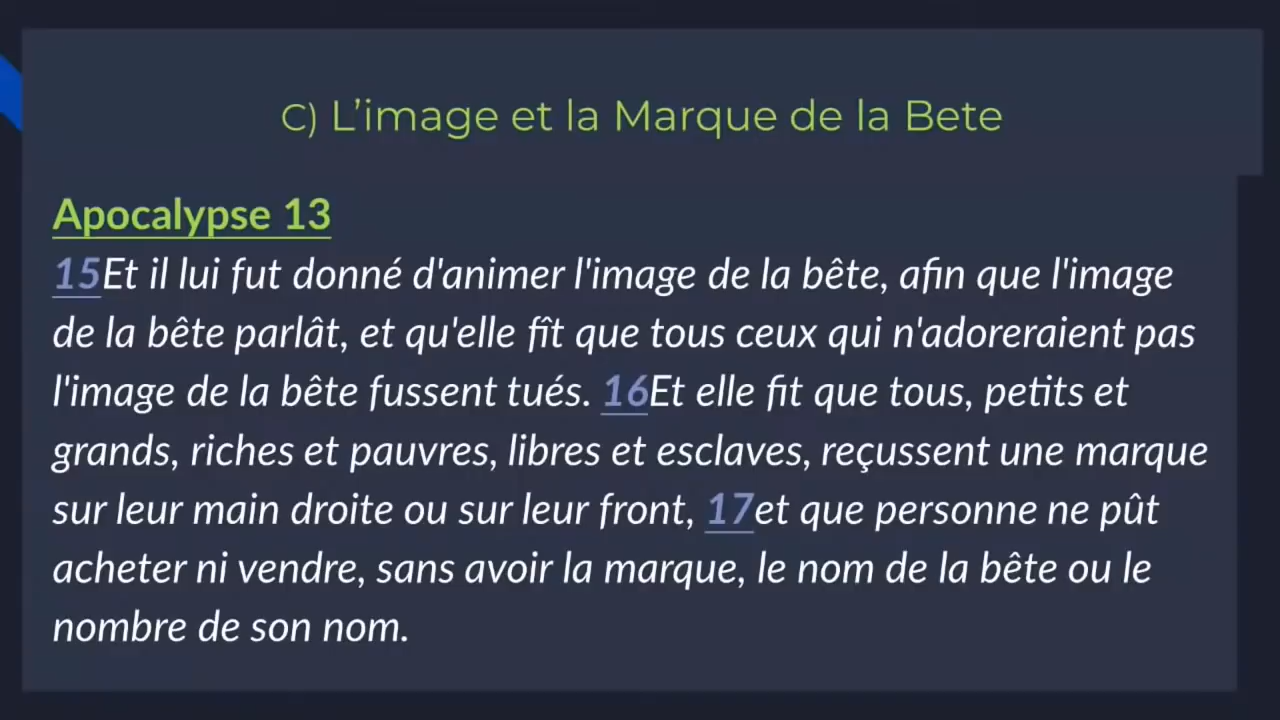 C) L’image et la Marque de la Bete
Apocalypse 13
15Et il lui fut donné d'animer l'image de la bête, afin que l'image
de la bête parlât, et qu'elle fît que tous ceux qui n'adoreraient pas
l'image de la bête fussent tués. 16Et elle fit que tous, petits et
grands, riches et pauvres, libres et esclaves, reçussent une marque
sur leur main droite ou sur leur front, 17et que personne ne pût
acheter ni vendre, sans avoir la marque, le nom de la bête ou le
nombre de son nom.